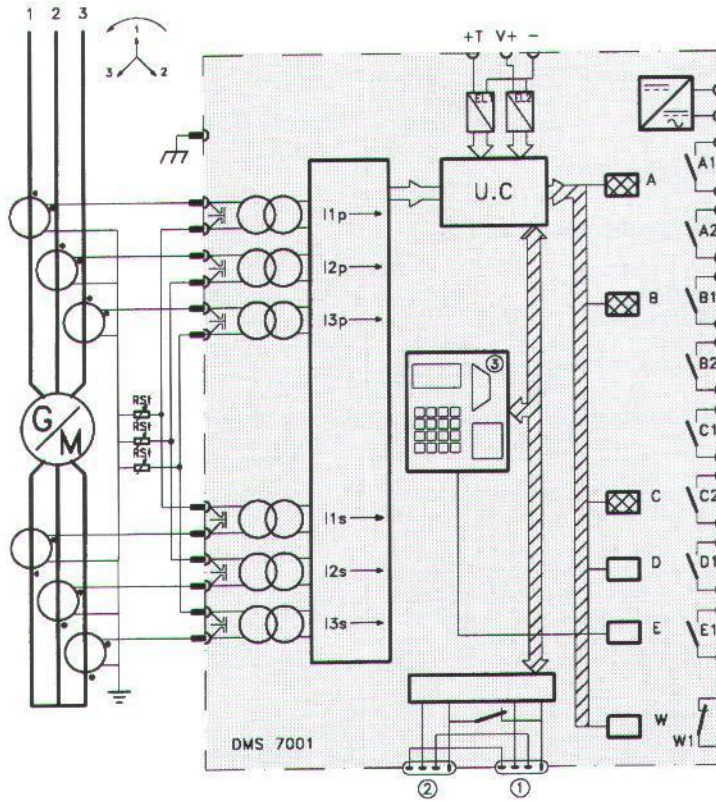 1 2 3
1
3 2
+T V+ -
EL1 EL2
U.C
A
A1
A2
I1p
I2p
I3p
B
B1
B2
3
RSt
RSt
RSt
G/M
C1
C
C2
I1s
I2s
I3s
D
D1
E
E1
W
W1
DMS 7001
2 1